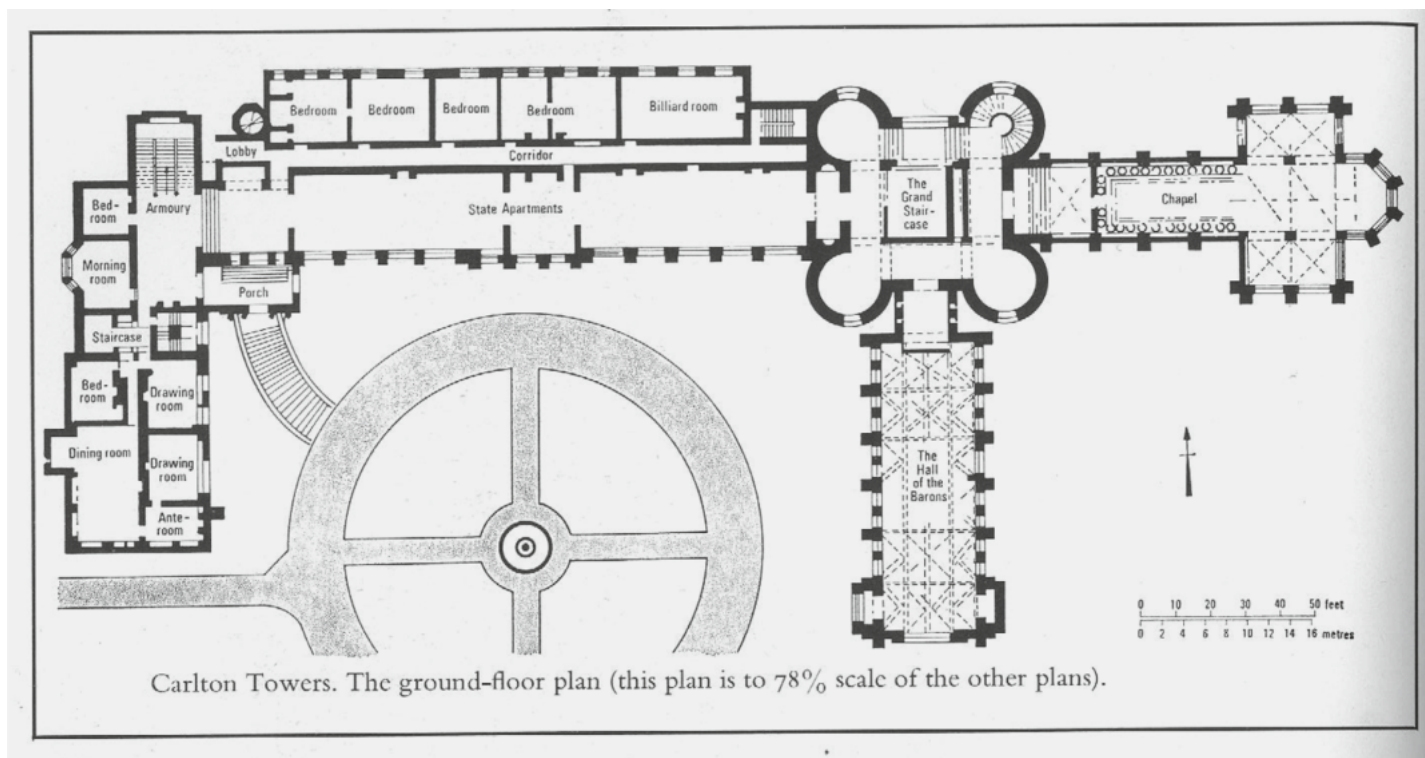 Bedroom
Bedroom
Bedroom
Bedroom
Billiard room
Lobby
Corridor
Bed-
room
Armoury
State Apartments
The
Grand
Stair-
case
Chapel
Morning
room
Porch
Staircase
Bed-
room
Drawing
room
Dining room
Drawing
room
Ante-
room
The
Hall
of the
Barons
0 10 20 30 40 50 feet
0 2 4 6 8 10 12 14 16 metres
Carlton Towers. The ground-floor plan (this plan is to 78% scale of the other plans).